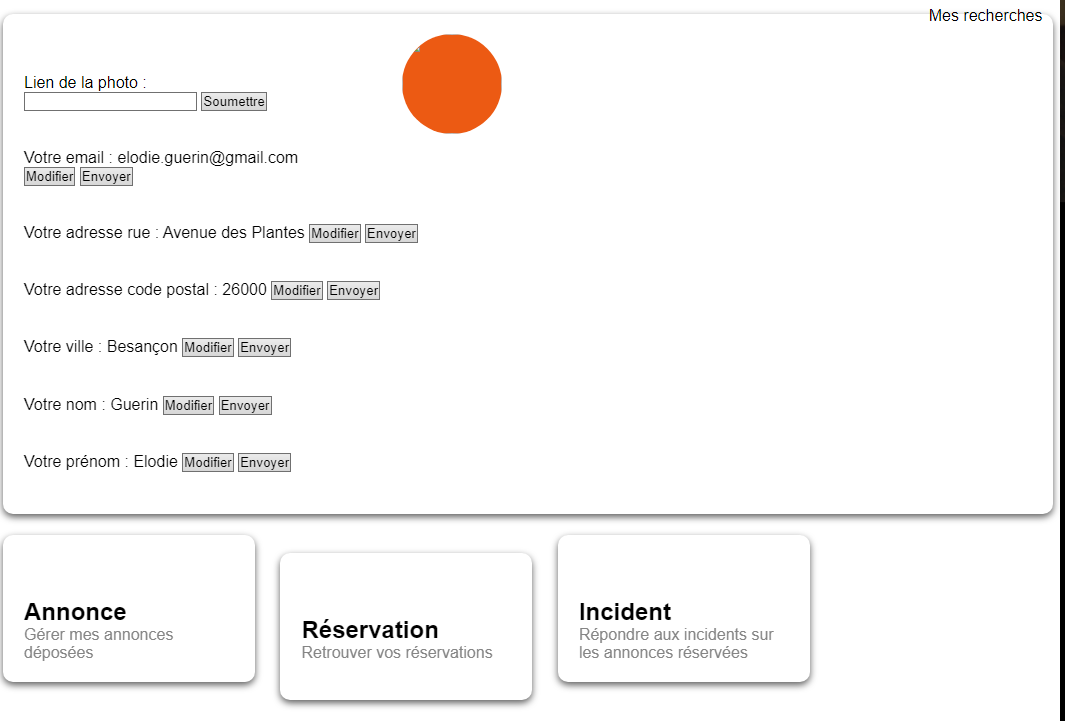 Mes recherches
Lien de la photo :
Soumettre
Votre email : elodie.guerin@gmail.com
Modifier Envoyer
Votre adresse rue : Avenue des Plantes Modifier Envoyer
Votre adresse code postal : 26000 Modifier Envoyer
Votre ville : Besançon Modifier Envoyer
Votre nom : Guerin Modifier Envoyer
Votre prénom : Elodie Modifier Envoyer
Annonce
Gérer mes annonces
déposées
Réservation
Retrouver vos réservations
Incident
Répondre aux incidents sur
les annonces réservées